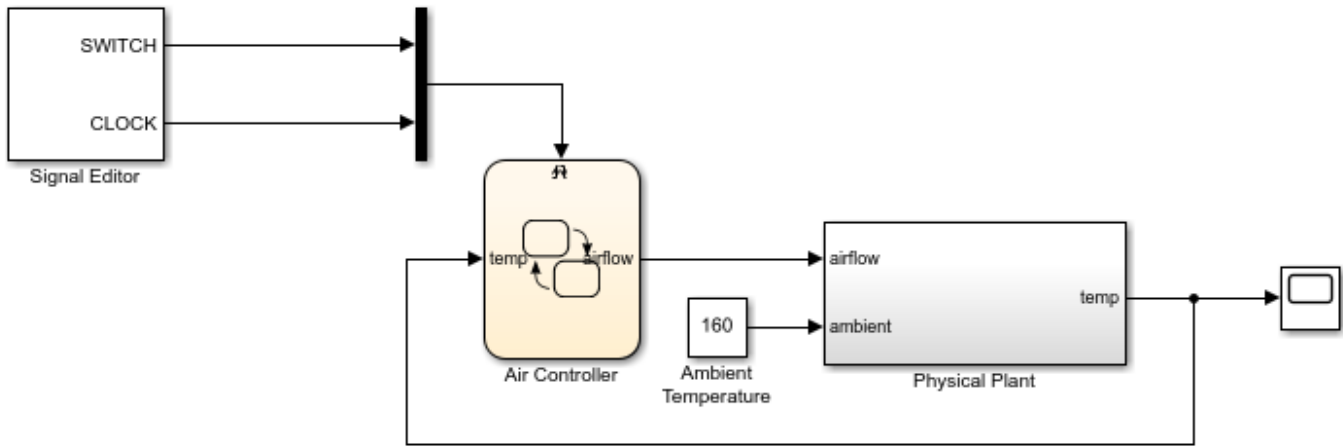 SWITCH
CLOCK
Signal Editor
temp
airflow
Air Controller
160
Ambient
Temperature
airflow
ambient
temp
Physical Plant